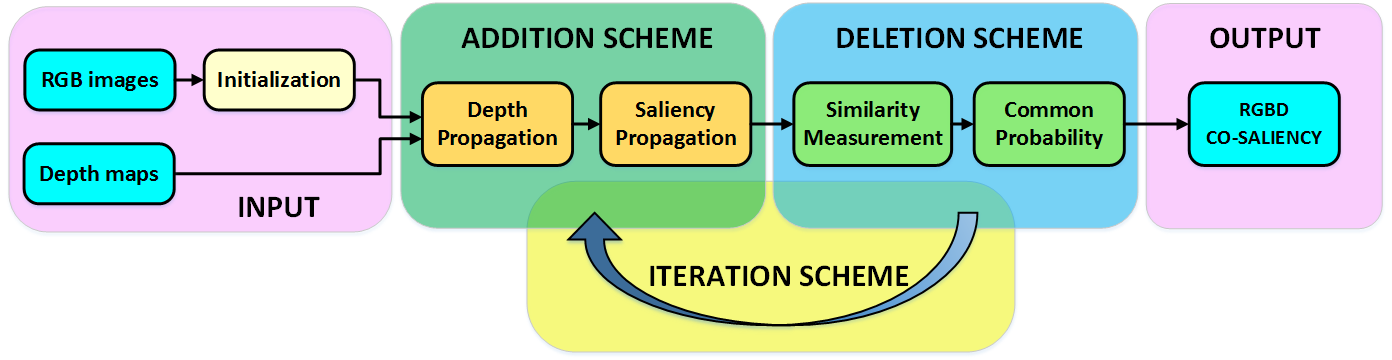 RGB images
Initialization
Depth maps
INPUT
ADDITION SCHEME
Depth
Propagation
Saliency
Propagation
DELETION SCHEME
Similarity
Measurement
Common
Probability
OUTPUT
RGBD
CO-SALIENCY
ITERATION SCHEME